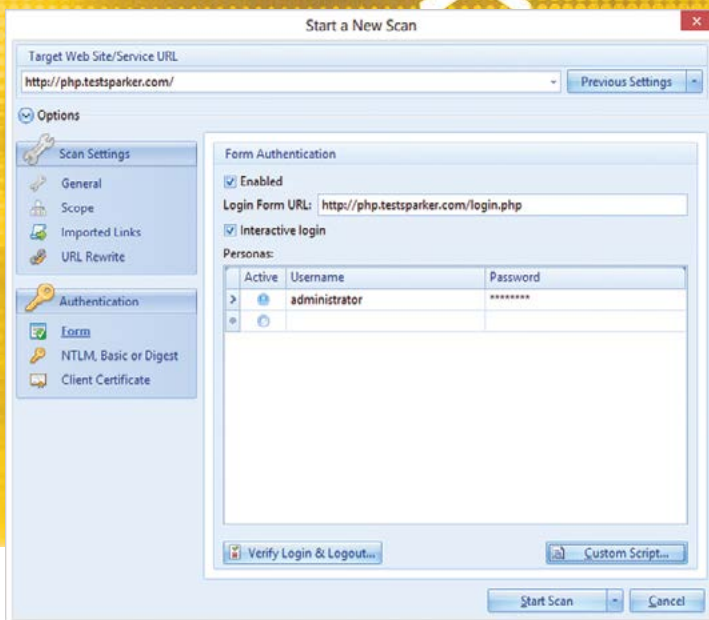 Start a New Scan
x
Target Web Site/Service URL
http://php.testsparker.com/
Previous Settings
Options
Scan Settings
General
Scope
Imported Links
URL Rewrite
Authentication
Form
NTLM, Basic or Digest
Client Certificate
Form Authentication
Enabled
Login Form URL: http://php.testsparker.com/login.php
Interactive login
Personas:
Active Username Password
administrator ********
Verify Login & Logout...
Custom Script...
Start Scan
Cancel